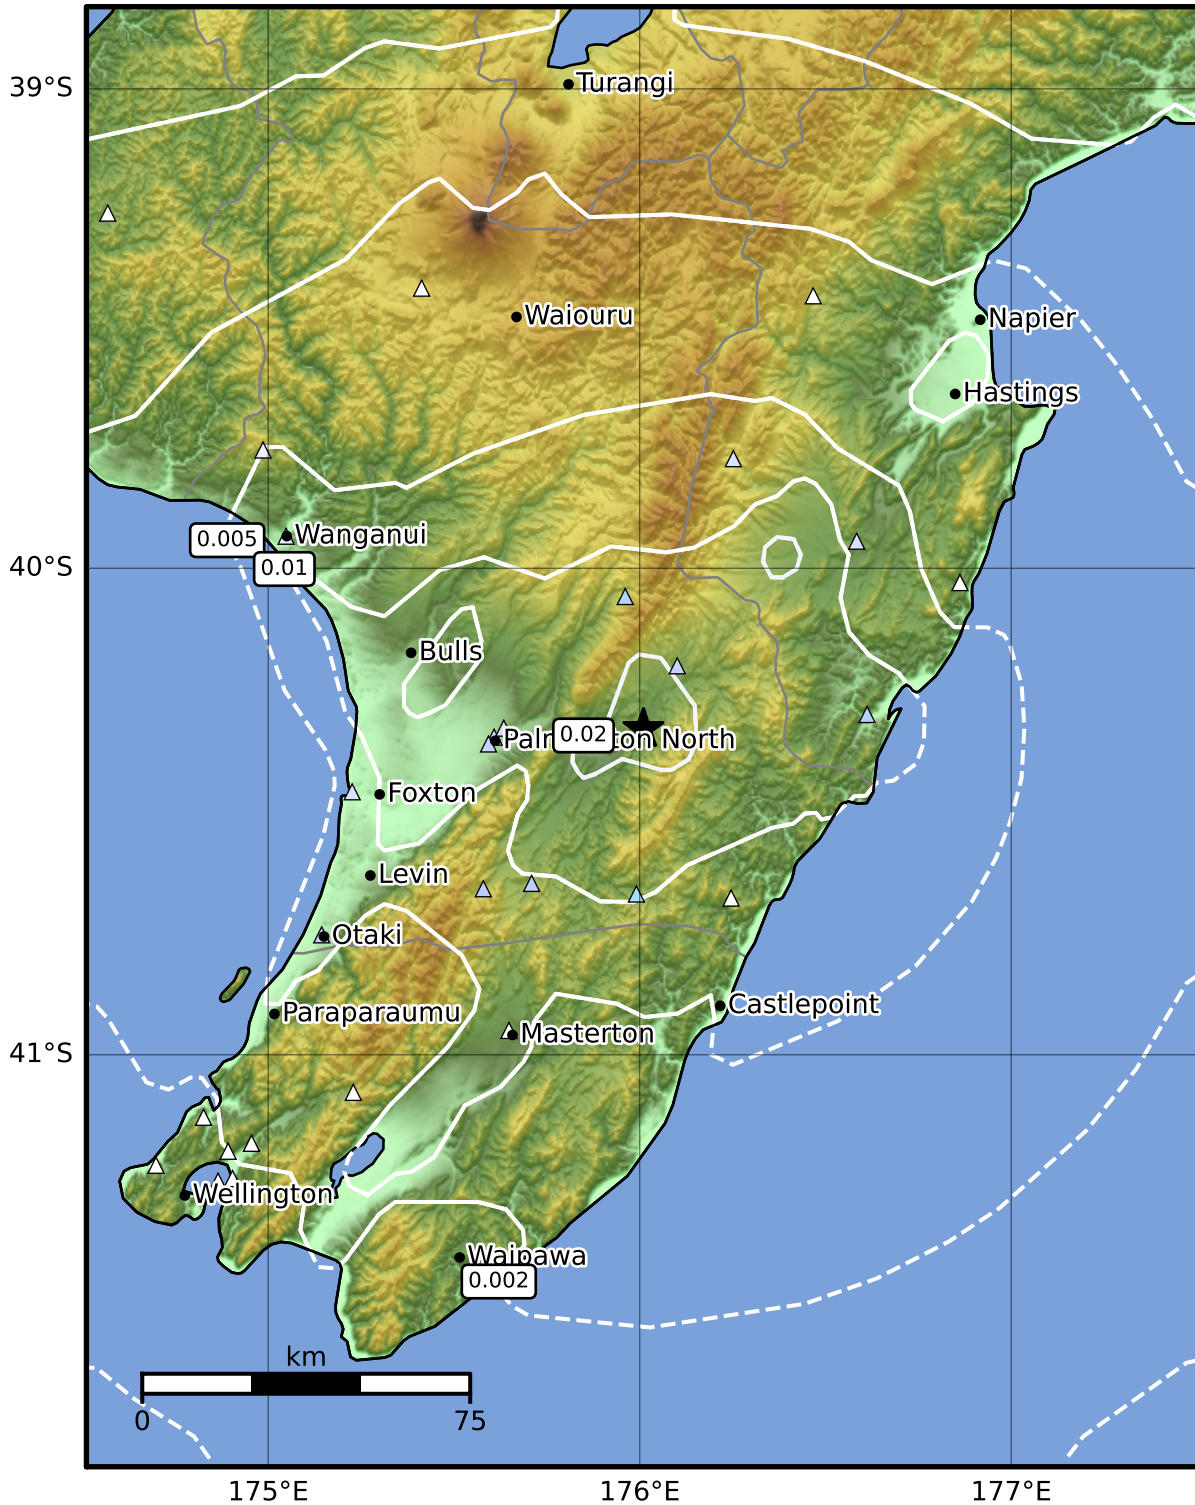 39°S
Turangi
Waiouru
Napier
Hastings
0.005
Wanganui
0.01
40°S
Bulls
0.02
North
Foxton
Levin
Otaki
Castlepoint
Paraparaumu
Masterton
41°S
Wellington
Waipawa
0.002
km
0
75
175°E
176°E
177°E